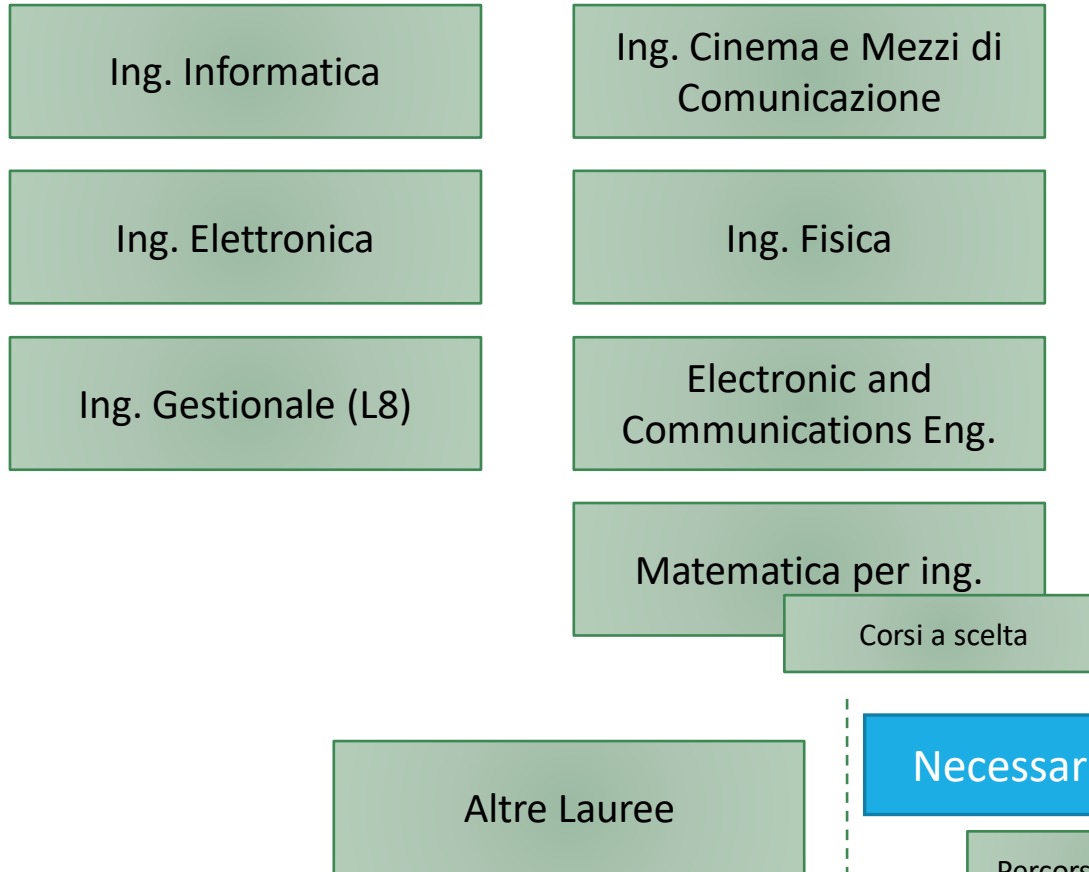 Ing. Informatica
Ing. Cinema e Mezzi di
Comunicazione
Ing. Elettronica
Ing. Fisica
Ing. Gestionale (L8)
Electronic and
Communications Eng.
Matematica per ing.
Corsi a scelta
Altre Lauree
Necessar
Percors